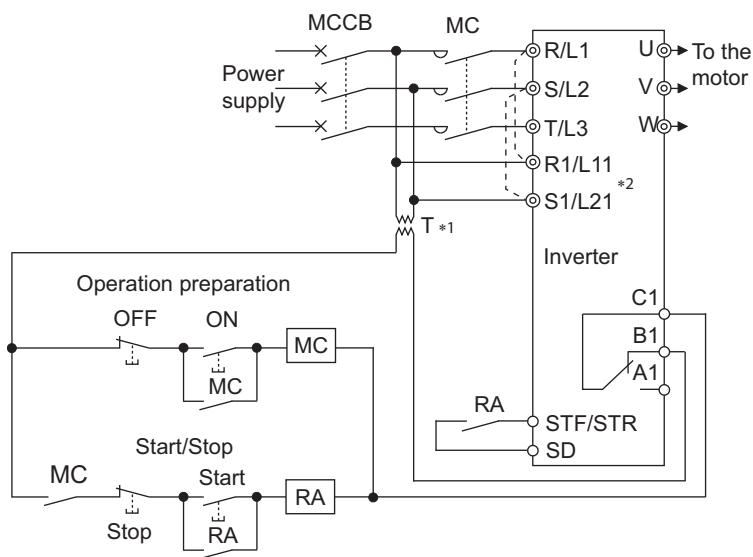 MCCB
MC
Power
supply
R/L1
S/L2
T/L3
R1/L11
S1/L21
*2
U
V
W
To the
motor
T *1
Inverter
Operation preparation
OFF
ON
MC
MC
C1
B1
A1
RA
STF/STR
SD
Start/Stop
MC
Start
RA
Stop
RA